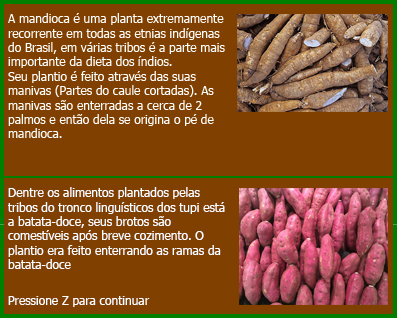 A mandioca é uma planta extremamente
recorrente em todas as etnias indígenas
do Brasil, em várias tribos é a parte mais
importante da dieta dos índios.
Seu plantio é feito através das suas
manivas (Partes do caule cortadas). As
manivas são enterradas a cerca de 2
palmos e então dela se origina o pé de
mandioca.
Dentre os alimentos plantados pelas
tribos do tronco linguísticos dos tupi está
a batata-doce, seus brotos são
comestíveis após breve cozimento. O
plantio era feito enterrando as ramas da
batata-doce
Pressione Z para continuar